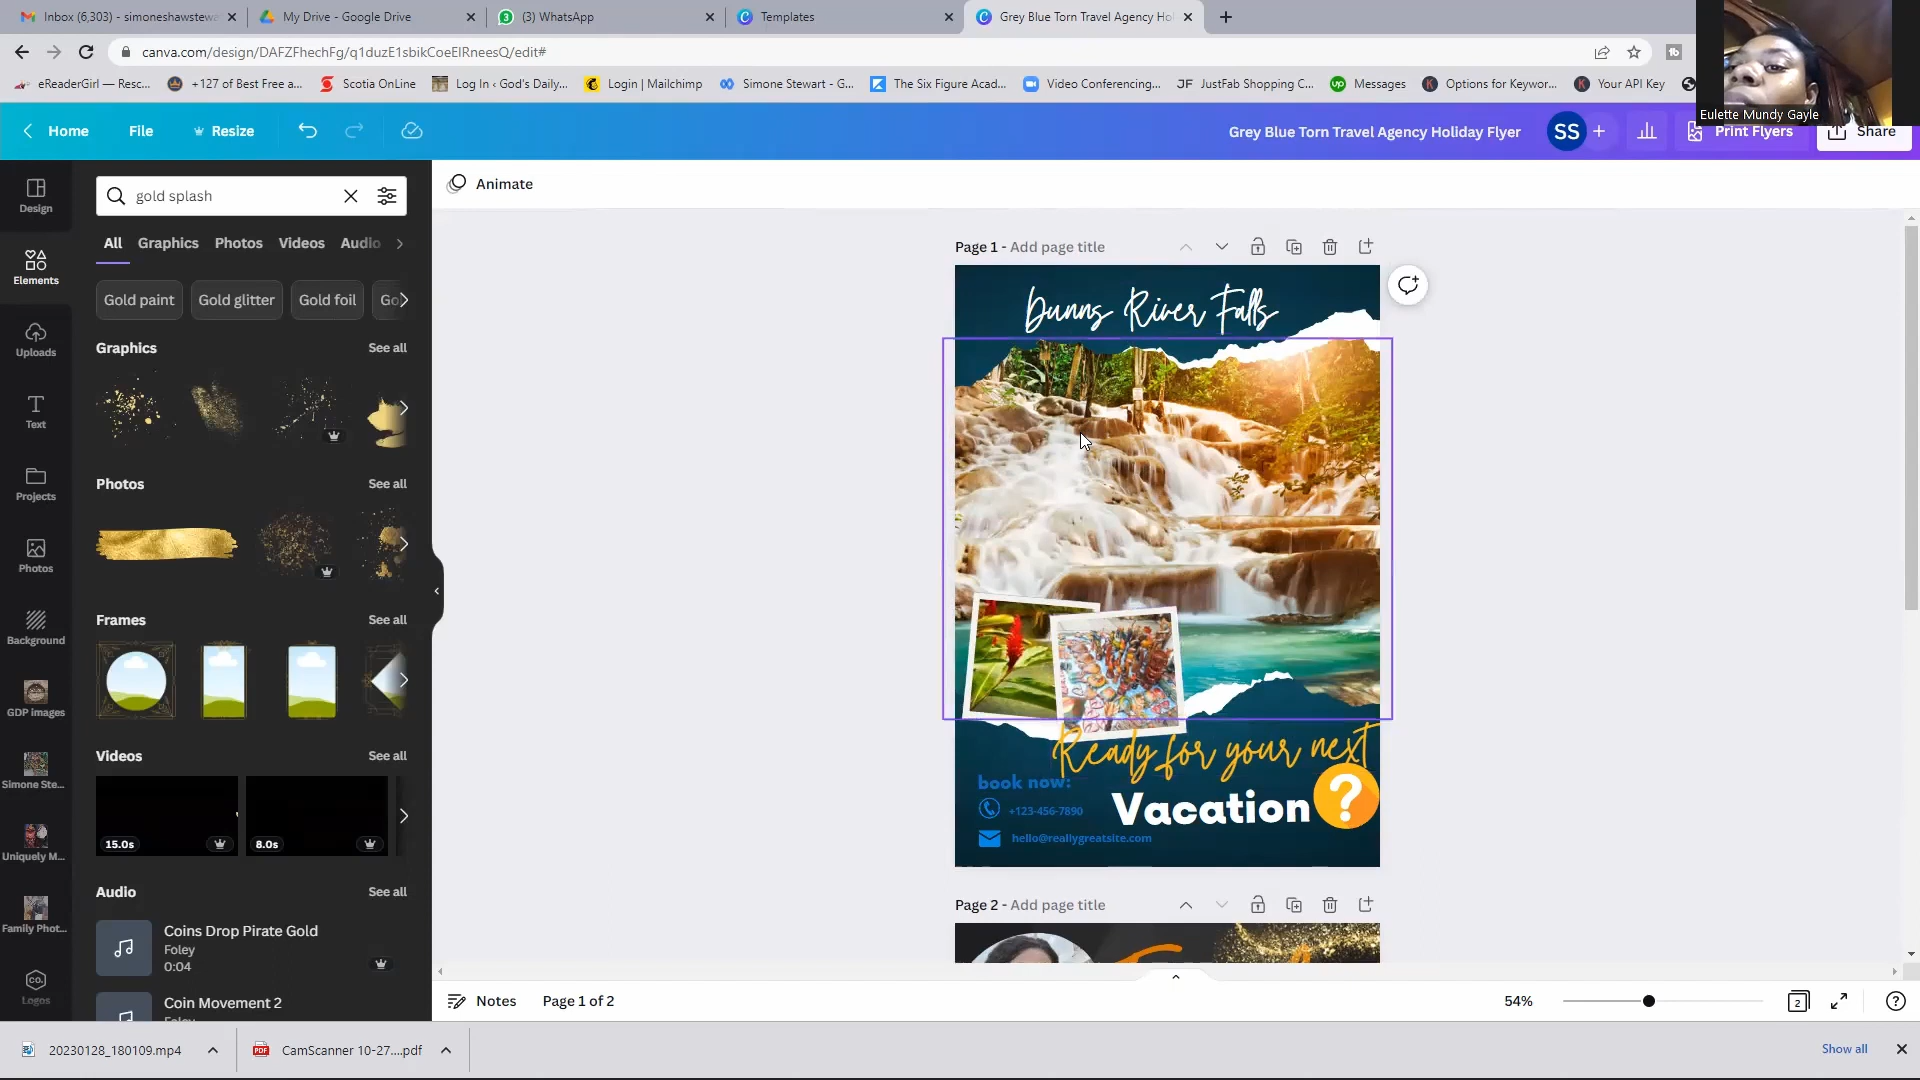 Inbox (6,303) - simoneshawstewa
My Drive - Google Drive
(3) WhatsApp
Templates
Grey Blue Torn Travel Agency Ho
canva.com/design/DAFZFhechFg/q1duzE1sbikCoeElRneesQ/edit#
eReaderGirl — Resc...
+127 of Best Free a...
Scotia OnLine
Log In ‹ God's Daily...
Login | Mailchimp
Simone Stewart - G...
The Six Figure Acad...
Video Conferencing...
JF JustFab Shopping C...
up Messages
K Options for Keywor...
K Your API Key
Eulette Mundy Gayle
Home
File
Resize
Grey Blue Torn Travel Agency Holiday Flyer
SS
Print Flyers
Share
Design
Elements
Uploads
Text
Projects
Photos
Background
GDP images
Simone Ste...
Uniquely M...
Family Phot...
co.
Logos
gold splash
All
Graphics
Photos
Videos
Audio
Gold paint
Gold glitter
Gold foil
Go
Graphics
See all
Photos
See all
Frames
See all
Videos
See all
15.0s
8.0s
Audio
See all
Coins Drop Pirate Gold
Foley
0:04
Coin Movement 2
Foley
Animate
Page 1 - Add page title
Dunns River Falls
Ready for your next
book now:
+123-456-7890
Vacation ?
hello@reallygreatsite.com
Page 2 - Add page title
Notes
Page 1 of 2
54%
2
20230128_180109.mp4
PDF
CamScanner 10-27....pdf
Show all